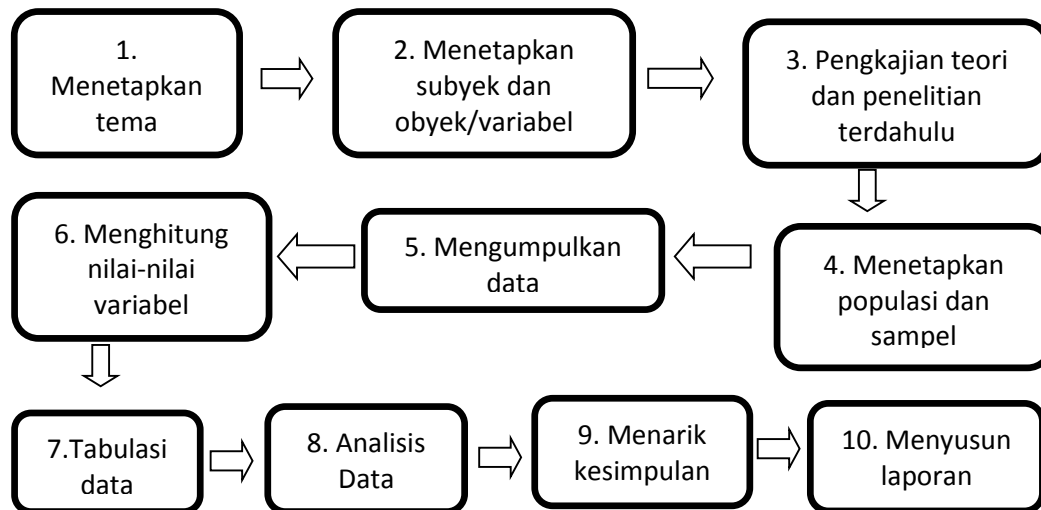 1.
Menetapkan
tema
2. Menetapkan
subyek dan
obyek/variabel
3. Pengkajian teori
dan penelitian
terdahulu
4. Menetapkan
populasi dan
sampel
5. Mengumpulkan
data
6. Menghitung
nilai-nilai
variabel
7.Tabulasi
data
8. Analisis
Data
9. Menarik
kesimpulan
10. Menyusun
laporan